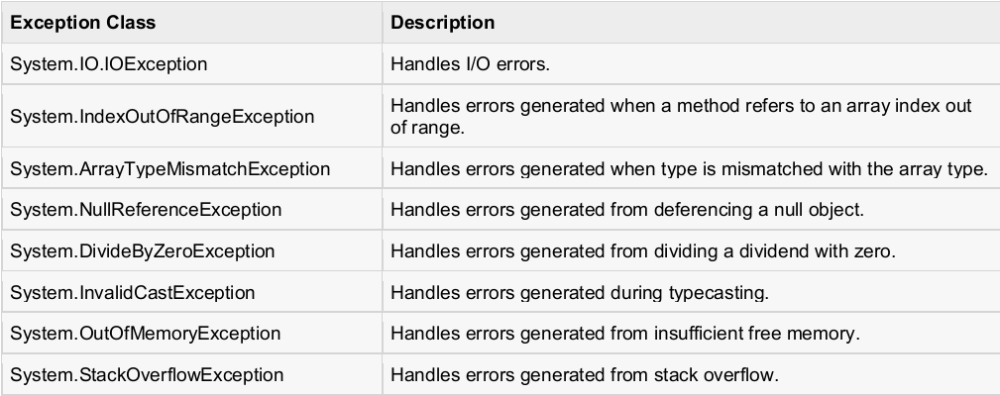 Exception Class Description
System.IO.IOException Handles I/O errors.
System.IndexOutOfRangeException Handles errors generated when a method refers to an array index out
of range.
System.ArrayTypeMismatchException Handles errors generated when type is mismatched with the array type.
System.NullReferenceException Handles errors generated from deferencing a null object.
System.DivideByZeroException Handles errors generated from dividing a dividend with zero.
System.InvalidCastException Handles errors generated during typecasting.
System.OutOfMemoryException Handles errors generated from insufficient free memory.
System.StackOverflowException Handles errors generated from stack overflow.